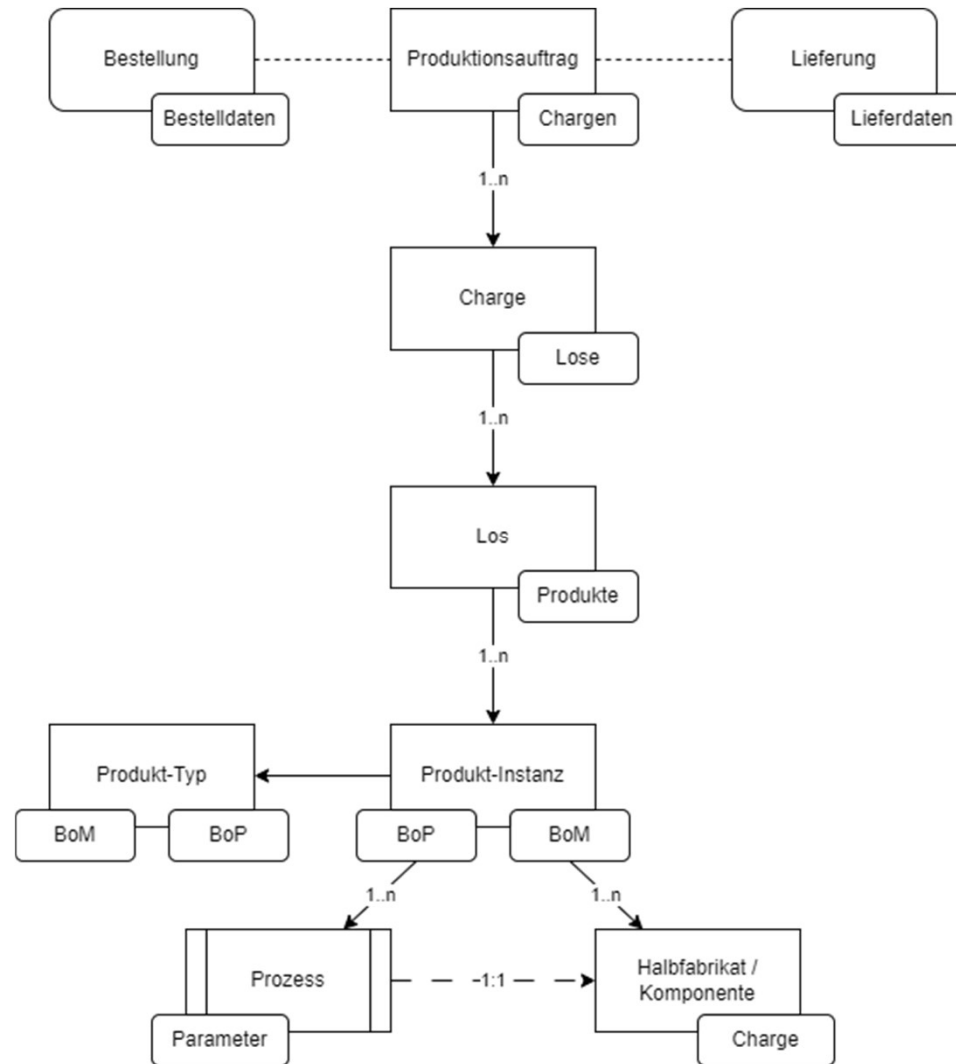 Bestellung
Produktionsauftrag
Lieferung
Bestelldaten
Chargen
Lieferdaten
1..n
Charge
Lose
1..n
Los
Produkte
1..n
Produkt-Typ
Produkt-Instanz
BoM
BoP
BoP
BoM
1..n
1..n
Prozess
-1:1
Halbfabrikat /
Komponente
Parameter
Charge